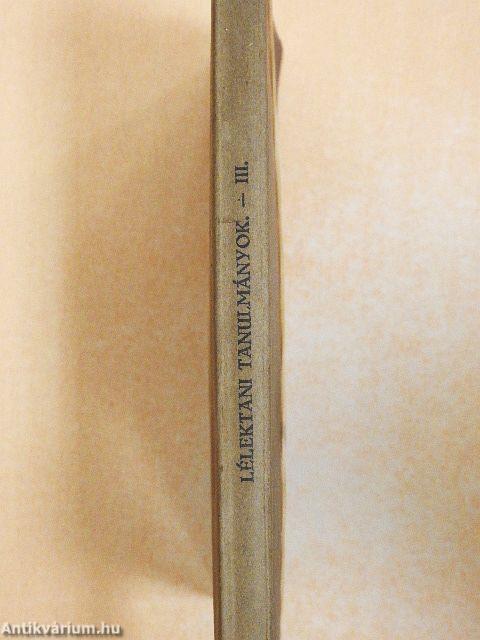 LÉLEKTANI TANULMÁNYOK. — III.
Antikvárium.hu